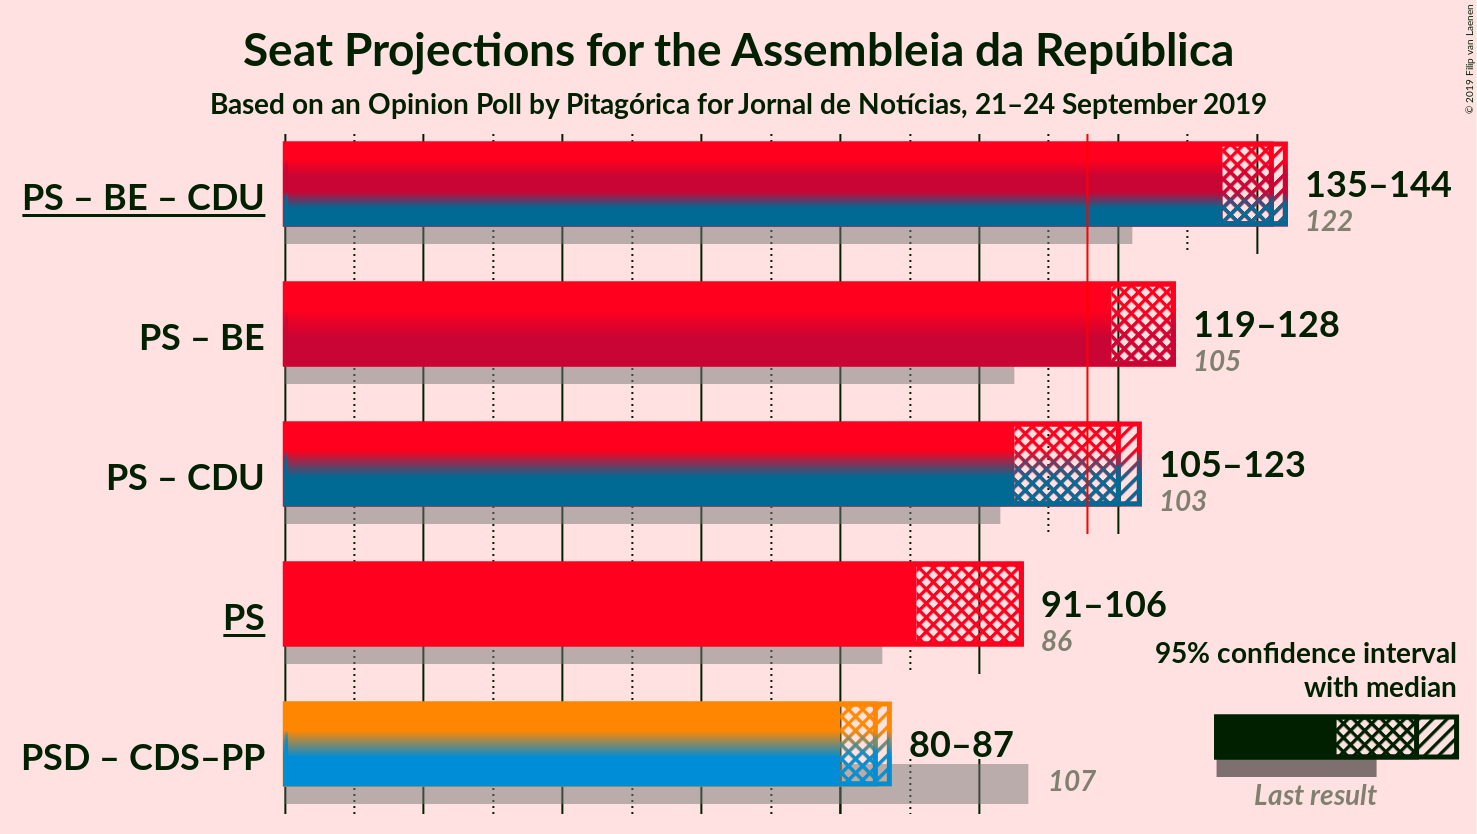 Seat Projections for the Assembleia da República
Based on an Opinion Poll by Pitagórica for Jornal de Notícias, 21–24 September 2019
© 2019 Filip van Laenen
PS – BE – CDU
135–144
122
PS – BE
119–128
105
PS – CDU
105–123
103
PS
91–106
86
PSD – CDS–PP
80–87
107
95% confidence interval
with median
Last result